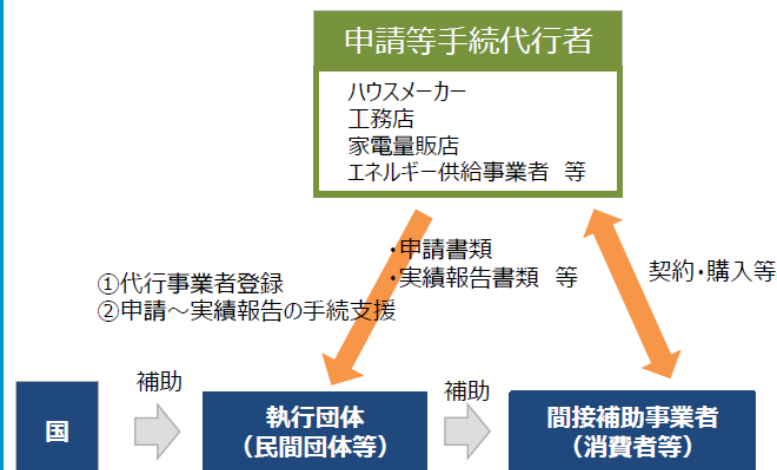 申請等手続代行者
ハウスメーカー
工務店
家電量販店
エネルギー供給事業者 等
・申請書類
・実績報告書類 等
契約・購入等
①代行事業者登録
②申請～実績報告の手続支援
国
補助
執行団体
（民間団体等）
補助
間接補助事業者
（消費者等）